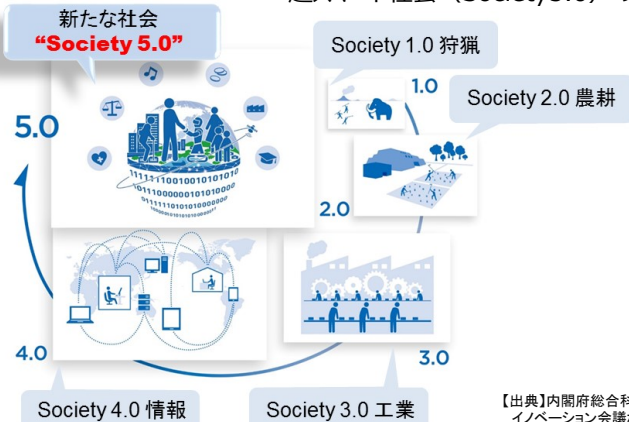 新たな社会
"Society 5.0"
Society 1.0 狩猟
1.0
Society 2.0 農耕
5.0
11111110010010101010
1011100000010101000
2.0
4.0
3.0
Society 4.0 情報
Society 3.0 工業
【出典】内閣府総合科
イノベーション会議